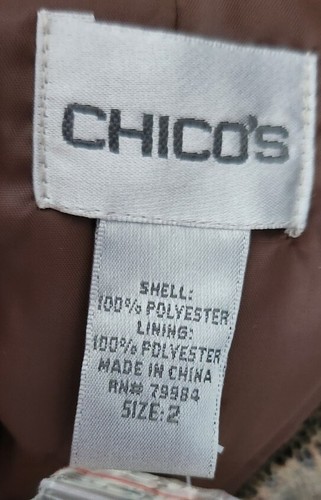 CHICO'S
SHELL:
100% POLYESTER
LINING:
100% POLYESTER
MADE IN CHINA
RN# 79984
SIZE: 2